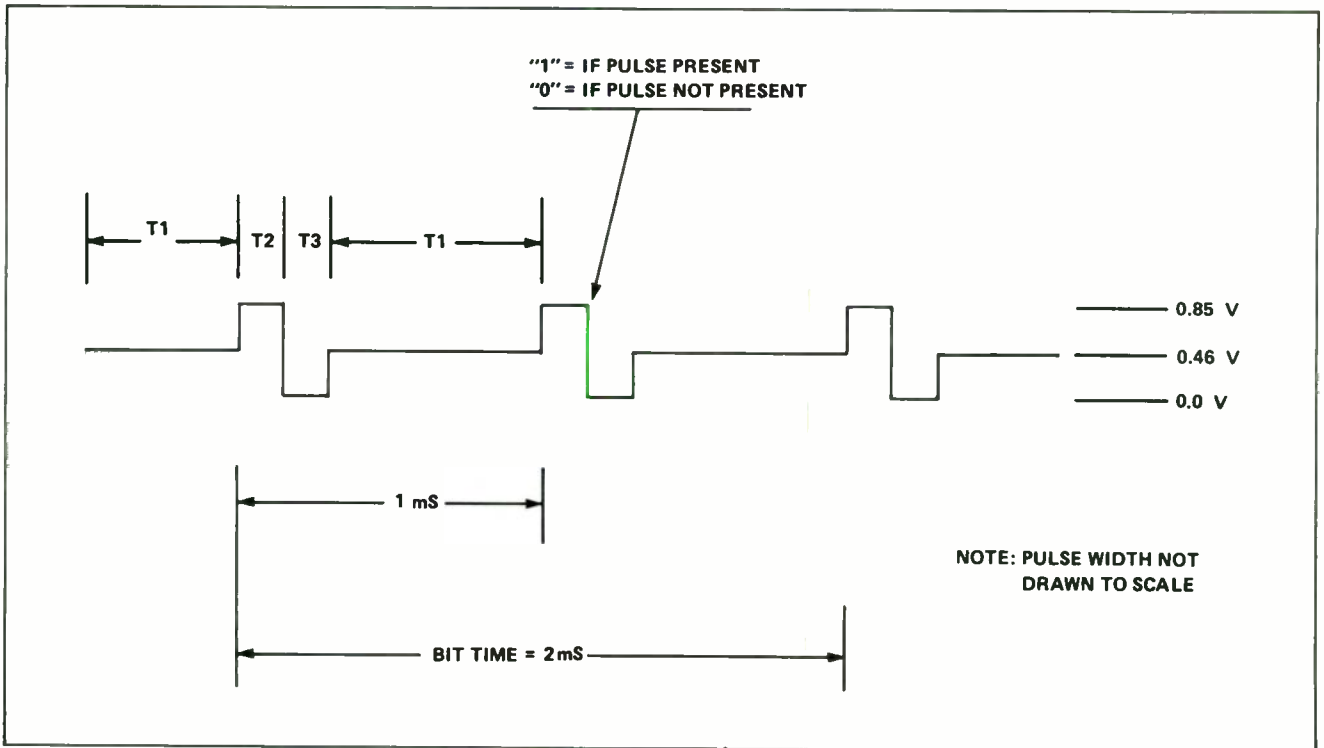 "1" = IF PULSE PRESENT
"0" = IF PULSE NOT PRESENT
T1
T2
T3
T1
0.85 V
0.46 V
0.0 V
1 mS
NOTE: PULSE WIDTH NOT
DRAWN TO SCALE
BIT TIME = 2mS